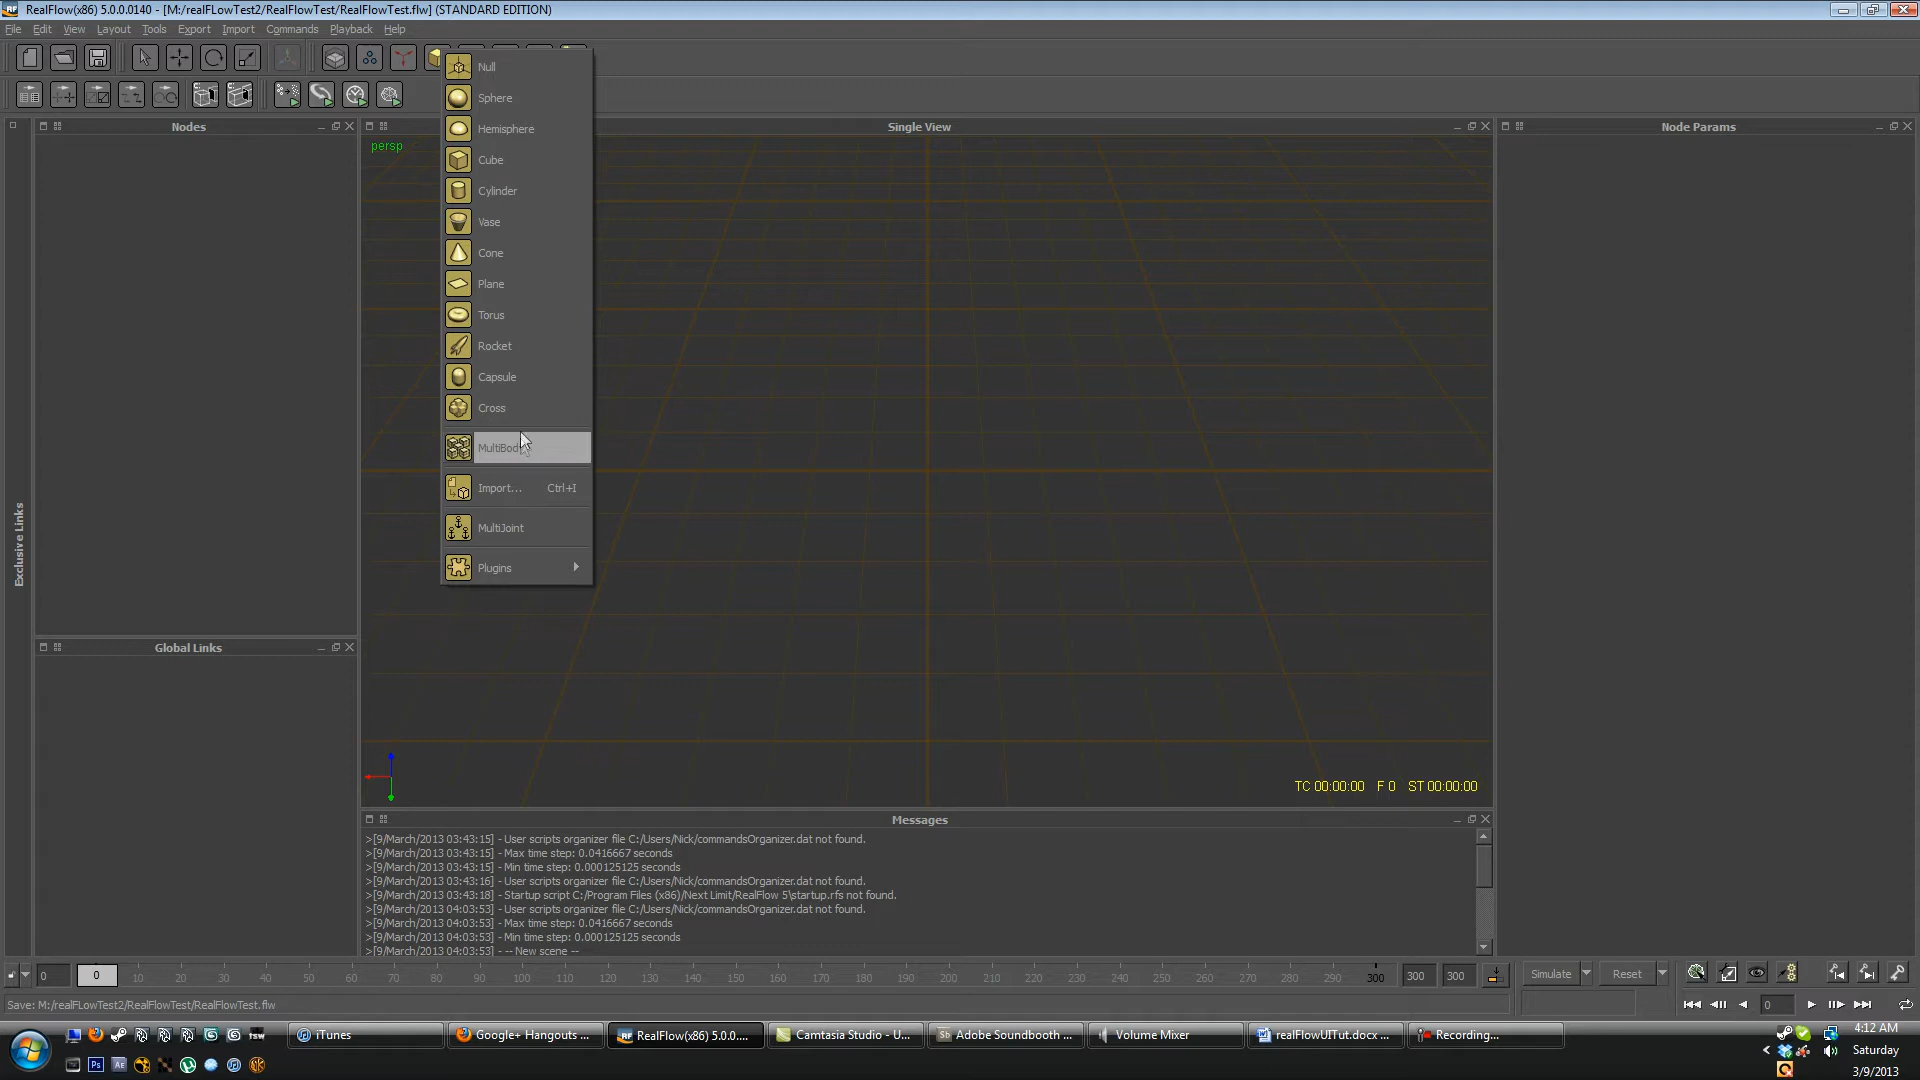 RealFlow(x86) 5.0.0.0140 - [M:/realFLowTest2/RealFlowTest/RealFlowTest.flw] (STANDARD EDITION)
File Edit View Layout Tools Export Import Commands Playback Help
Null
Sphere
Hemisphere
Cube
Cylinder
Vase
Cone
Plane
Torus
Rocket
Capsule
Cross
MultiBod
Import... Ctrl+I
MultiJoint
Plugins
Nodes
Single View
Node Params
persp
Exclusive Links
Global Links
TC 00:00:00 F 0 ST 00:00:00
Messages
>[9/March/2013 03:43:15] - User scripts organizer file C:/Users/Nick/commandsOrganizer.dat not found.
>[9/March/2013 03:43:15] - Max time step: 0.0416667 seconds
>[9/March/2013 03:43:15] - Min time step: 0.000125125 seconds
>[9/March/2013 03:43:16] - User scripts organizer file C:/Users/Nick/commandsOrganizer.dat not found.
>[9/March/2013 03:43:18] - Startup script C:/Program Files (x86)/Next Limit/RealFlow 5\startup.rfs not found.
>[9/March/2013 04:03:53] - User scripts organizer file C:/Users/Nick/commandsOrganizer.dat not found.
>[9/March/2013 04:03:53] - Max time step: 0.0416667 seconds
>[9/March/2013 04:03:53] - Min time step: 0.000125125 seconds
>[9/March/2013 04:03:53] - -- New scene --
0 0 10 20 30 40 50 60 70 80 90 100 110 120 130 140 150 160 170 180 190 200 210 220 230 240 250 260 270 280 290 300 300 300
Simulate Reset
0
Save: M:/realFLowTest2/RealFlowTest/RealFlowTest.flw
iTunes
Google+ Hangouts ...
RF RealFlow(x86) 5.0.0....
Camtasia Studio - U...
Sb Adobe Soundbooth ...
Volume Mixer
realFlowUITut.docx ...
Recording...
Ps
Ae
4:12 AM
Saturday
3/9/2013